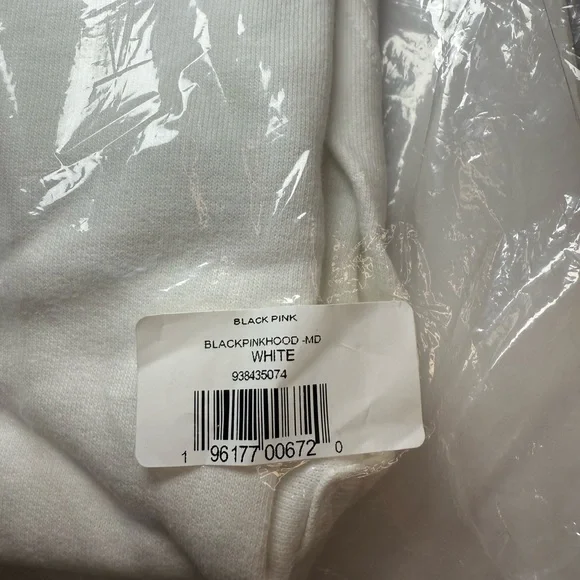 BLACK PINK
BLACKPINKHOOD -MD
WHITE
938435074
1 96177 00672 0